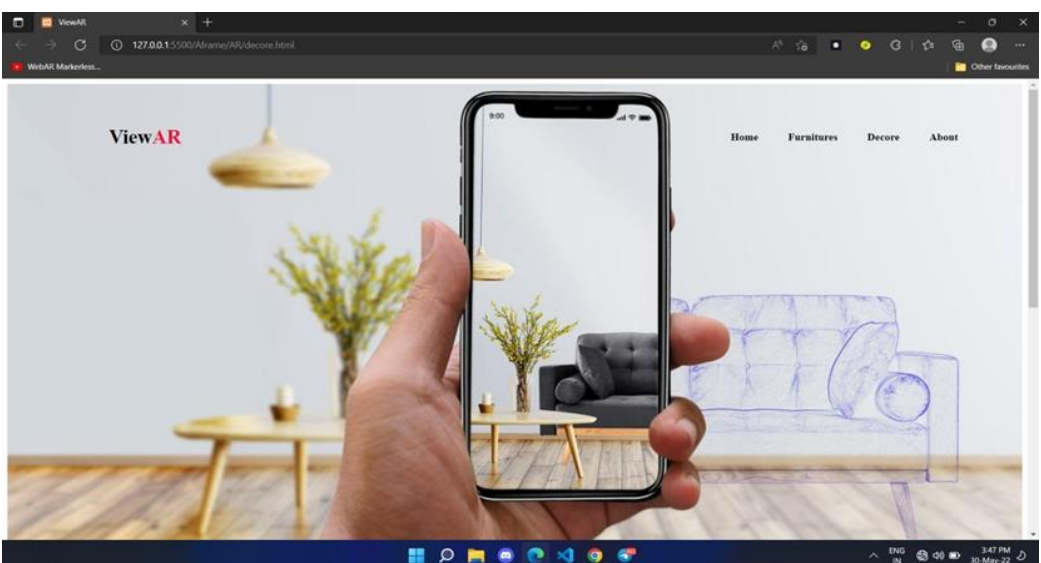 ViewAR
127.0.0.1:5500/Aframe/AR/decore.html
WebAR Markerless...
Other favourites
ViewAR
9:00
Home Furnitures Decore About
ENG
IN
3:47 PM
30-May-22